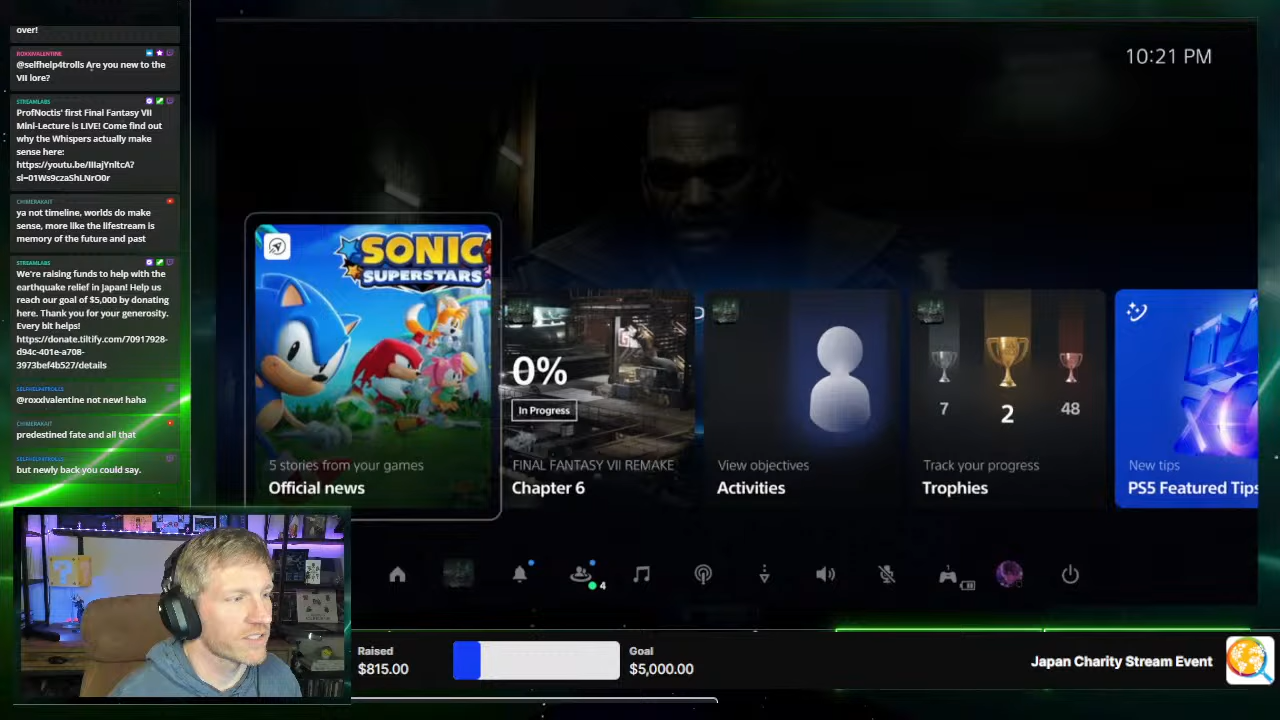 over!
ROXXIVALENTINE
@selfhelp4trolls Are you new to the
VII lore?
STREAMLABS
ProfNoctis' first Final Fantasy VII
Mini-Lecture is LIVE! Come find out
why the Whispers actually make
sense here:
CHIMERAKAIT
ya not timeline, worlds do make
sense, more like the lifestream is
memory of the future and past
STREAMLABS
We're raising funds to help with the
earthquake relief in Japan! Help us
reach our goal of $5,000 by donating
here. Thank you for your generosity.
Every bit helps!
https://donate.tiltify.com/70917928-
d94c-401e-a708-
3973bef4b527/details
SELFHELP4TROLLS
@roxxivalentine not new! haha
CHIMERAKAIT
predestined fate and all that
SELFHELP4TROLLS
but newly back you could say.
10:21 PM
SONIC
SUPERSTARS
5 stories from your games
Official news
0%
In Progress
FINAL FANTASY VII REMAKE
Chapter 6
View objectives
Activities
7
2
48
Track your progress
Trophies
New tips
PS5 Featured Tips
4
Raised
$815.00
Goal
$5,000.00
Japan Charity Stream Event